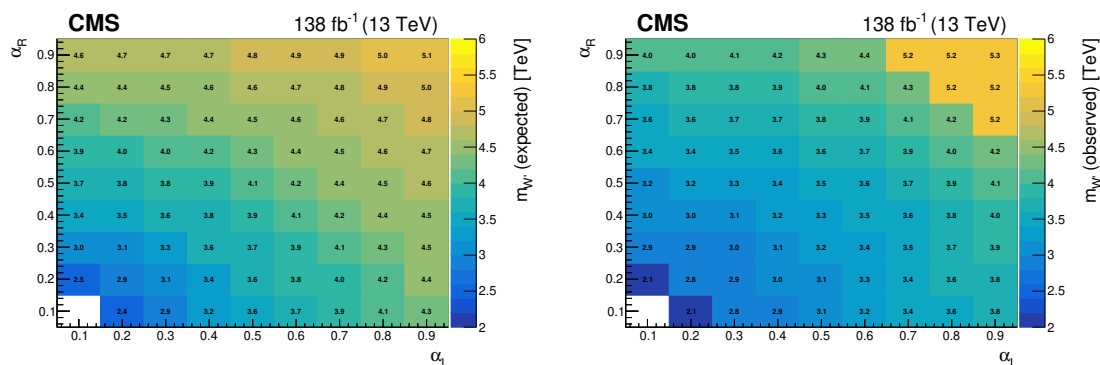 CMS 138 fb⁻¹ (13 TeV)
α_R
0.9 4.6 4.7 4.7 4.7 4.8 4.9 4.9 5.0 5.1
0.8 4.4 4.4 4.5 4.6 4.6 4.7 4.8 4.9 5.0
0.7 4.2 4.2 4.3 4.4 4.5 4.6 4.6 4.7 4.8
0.6 3.9 4.0 4.0 4.2 4.3 4.4 4.5 4.6 4.7
0.5 3.7 3.8 3.8 3.9 4.1 4.2 4.4 4.5 4.6
0.4 3.4 3.5 3.6 3.8 3.9 4.1 4.2 4.4 4.5
0.3 3.0 3.1 3.3 3.6 3.7 3.9 4.1 4.3 4.5
0.2 2.5 2.9 3.1 3.4 3.6 3.8 4.0 4.2 4.4
0.1 2.4 2.9 3.2 3.6 3.7 3.9 4.1 4.3
0.1 0.2 0.3 0.4 0.5 0.6 0.7 0.8 0.9
α_L
6
5.5
5
4.5
4
3.5
3
2.5
2
m_W' (expected) [TeV]
CMS 138 fb⁻¹ (13 TeV)
α_R
0.9 4.0 4.0 4.1 4.2 4.3 4.4 5.2 5.2 5.3
0.8 3.8 3.8 3.8 3.9 4.0 4.1 4.3 5.2 5.2
0.7 3.6 3.6 3.7 3.7 3.8 3.9 4.1 4.2 5.2
0.6 3.4 3.4 3.5 3.6 3.6 3.7 3.9 4.0 4.2
0.5 3.2 3.2 3.3 3.4 3.5 3.6 3.7 3.9 4.1
0.4 3.0 3.0 3.1 3.2 3.3 3.5 3.6 3.8 4.0
0.3 2.9 2.9 3.0 3.1 3.2 3.4 3.5 3.7 3.9
0.2 2.1 2.8 2.9 3.0 3.1 3.3 3.4 3.6 3.8
0.1 2.1 2.8 2.9 3.1 3.2 3.4 3.6 3.8
0.1 0.2 0.3 0.4 0.5 0.6 0.7 0.8 0.9
α_L
6
5.5
5
4.5
4
3.5
3
2.5
2
m_W' (observed) [TeV]